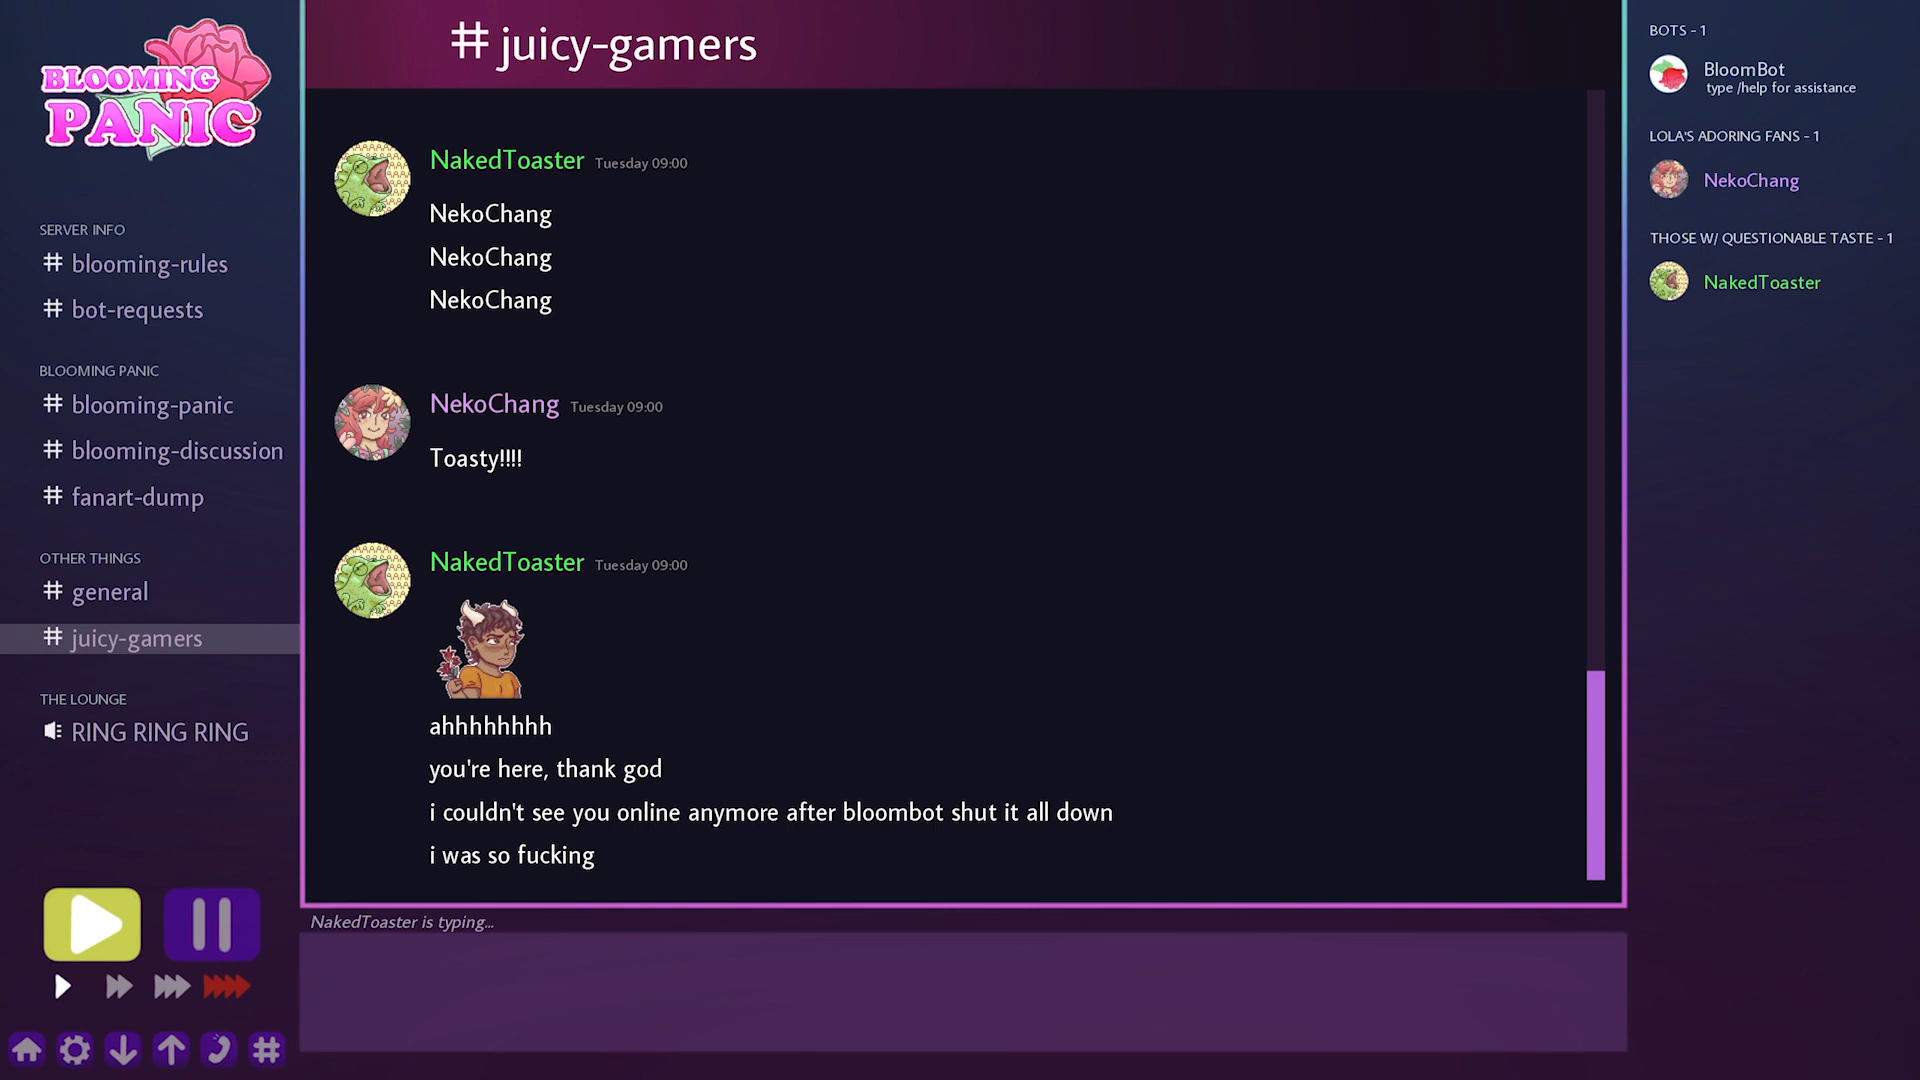 BLOOMING
PANIC
SERVER INFO
# blooming-rules
# bot-requests
BLOOMING PANIC
# blooming-panic
# blooming-discussion
# fanart-dump
OTHER THINGS
# general
# juicy-gamers
THE LOUNGE
RING RING RING
# juicy-gamers
NakedToaster Tuesday 09:00
NekoChang
NekoChang
NekoChang
NekoChang Tuesday 09:00
Toasty!!!!
NakedToaster Tuesday 09:00
ahhhhhhhh
you're here, thank god
i couldn't see you online anymore after bloombot shut it all down
i was so fucking
NakedToaster is typing...
BOTS - 1
BloomBot
type /help for assistance
LOLA'S ADORING FANS - 1
NekoChang
THOSE W/ QUESTIONABLE TASTE - 1
NakedToaster